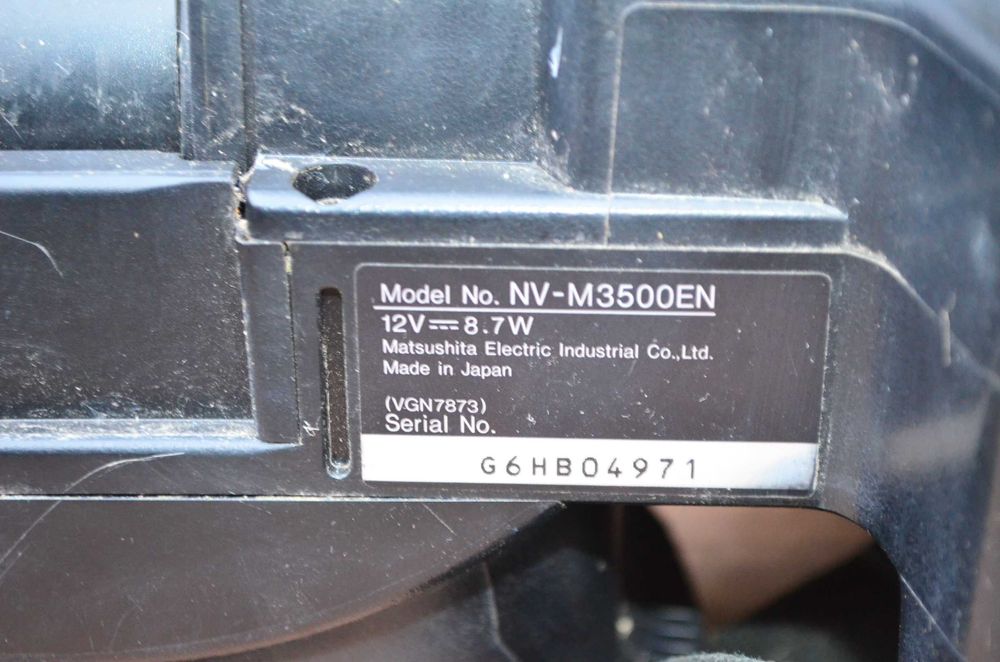 Model No. NV-M3500EN
12V⎓8.7W
Matsushita Electric Industrial Co.,Ltd.
Made in Japan
(VGN7873)
Serial No.
G6HB04971